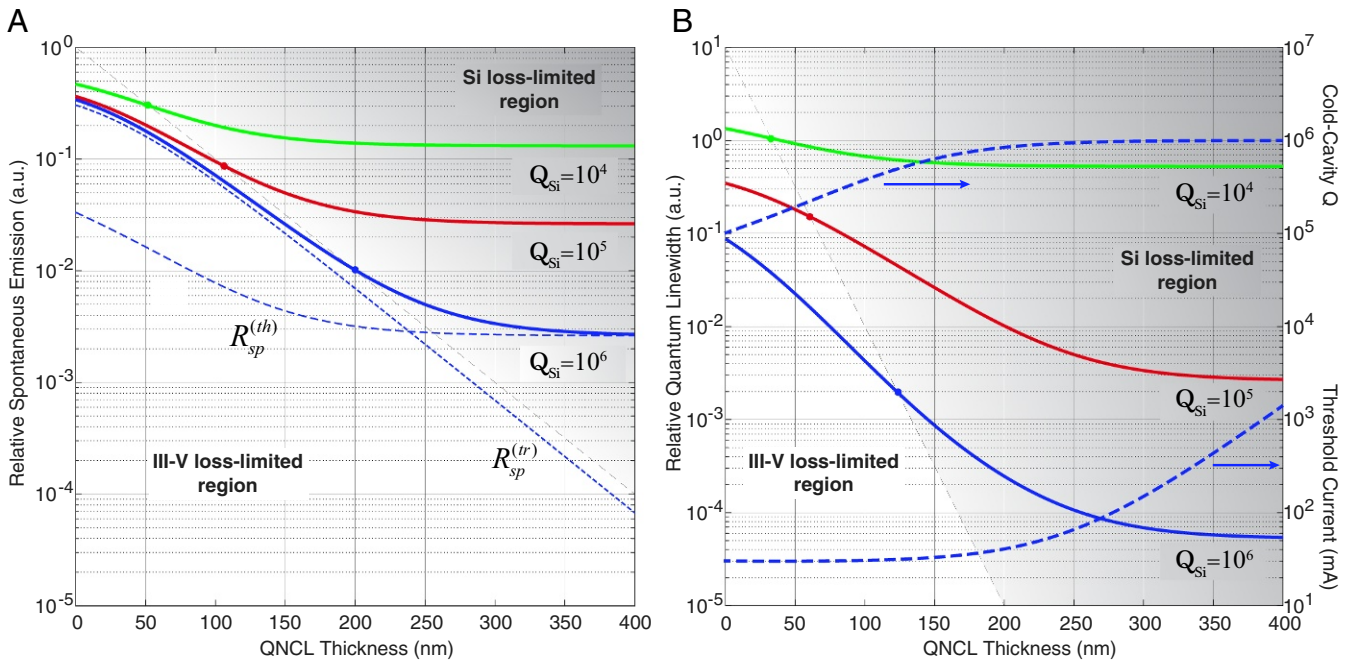 A
Relative Spontaneous Emission (a.u.)
10^0
10^-1
10^-2
10^-3
10^-4
10^-5
Si loss-limited
region
Q_Si=10^4
Q_Si=10^5
Q_Si=10^6
R_sp^(th)
R_sp^(tr)
III-V loss-limited
region
0 50 100 150 200 250 300 350 400
QNCL Thickness (nm)
B
Relative Quantum Linewidth (a.u.)
10^1
10^0
10^-1
10^-2
10^-3
10^-4
10^-5
Q_Si=10^4
Si loss-limited
region
Q_Si=10^5
III-V loss-limited
region
Q_Si=10^6
0 50 100 150 200 250 300 350 400
QNCL Thickness (nm)
10^7
10^6
10^5
10^4
10^3
10^2
10^1
Cold-Cavity Q
Threshold Current (mA)